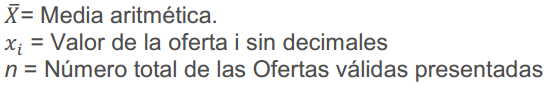 X̄= Media aritmética.
xᵢ = Valor de la oferta i sin decimales
n = Número total de las Ofertas válidas presentadas